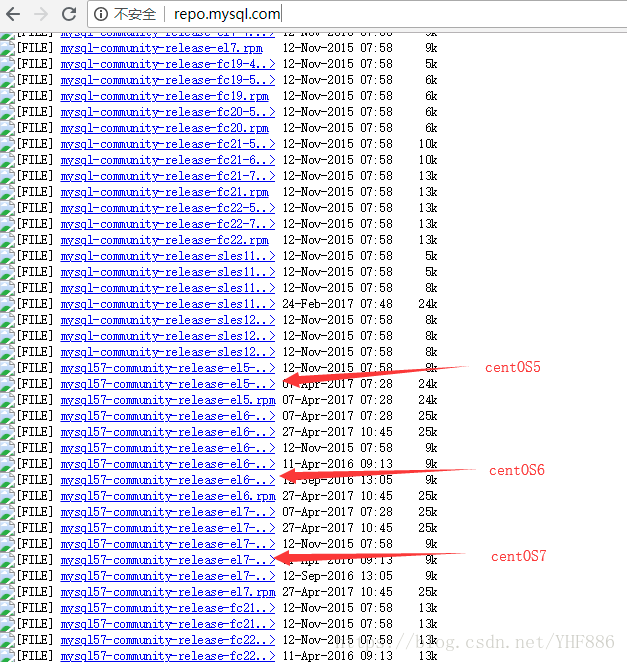 不安全 | repo.mysql.com
[FILE] mysql-community-release-el7.rpm 12-Nov-2015 07:58 9k
[FILE] mysql-community-release-fc19-4..> 12-Nov-2015 07:58 5k
[FILE] mysql-community-release-fc19-5..> 12-Nov-2015 07:58 6k
[FILE] mysql-community-release-fc19.rpm 12-Nov-2015 07:58 6k
[FILE] mysql-community-release-fc20-5..> 12-Nov-2015 07:58 6k
[FILE] mysql-community-release-fc20.rpm 12-Nov-2015 07:58 6k
[FILE] mysql-community-release-fc21-5..> 12-Nov-2015 07:58 10k
[FILE] mysql-community-release-fc21-6..> 12-Nov-2015 07:58 10k
[FILE] mysql-community-release-fc21-7..> 12-Nov-2015 07:58 13k
[FILE] mysql-community-release-fc21.rpm 12-Nov-2015 07:58 13k
[FILE] mysql-community-release-fc22-5..> 12-Nov-2015 07:58 13k
[FILE] mysql-community-release-fc22-7..> 12-Nov-2015 07:58 13k
[FILE] mysql-community-release-fc22.rpm 12-Nov-2015 07:58 13k
[FILE] mysql-community-release-sles11..> 12-Nov-2015 07:58 5k
[FILE] mysql-community-release-sles11..> 12-Nov-2015 07:58 5k
[FILE] mysql-community-release-sles11..> 12-Nov-2015 07:58 8k
[FILE] mysql-community-release-sles11..> 24-Feb-2017 07:48 24k
[FILE] mysql-community-release-sles12..> 12-Nov-2015 07:58 8k
[FILE] mysql-community-release-sles12..> 12-Nov-2015 07:58 8k
[FILE] mysql-community-release-sles12..> 12-Nov-2015 07:58 8k
[FILE] mysql57-community-release-el5-..> 12-Nov-2015 07:58 8k
centOS5
[FILE] mysql57-community-release-el5-..> 07-Apr-2017 07:28 24k
[FILE] mysql57-community-release-el5.rpm 07-Apr-2017 07:28 24k
[FILE] mysql57-community-release-el6-..> 07-Apr-2017 07:28 25k
[FILE] mysql57-community-release-el6-..> 27-Apr-2017 10:45 25k
[FILE] mysql57-community-release-el6-..> 12-Nov-2015 07:58 9k
[FILE] mysql57-community-release-el6-..> 11-Apr-2016 09:13 9k
centOS6
[FILE] mysql57-community-release-el6-..> 12-Sep-2016 13:05 9k
[FILE] mysql57-community-release-el6.rpm 27-Apr-2017 10:45 25k
[FILE] mysql57-community-release-el7-..> 07-Apr-2017 07:28 25k
[FILE] mysql57-community-release-el7-..> 27-Apr-2017 10:45 25k
[FILE] mysql57-community-release-el7-..> 12-Nov-2015 07:58 9k
centOS7
[FILE] mysql57-community-release-el7-..> 11-Apr-2016 09:13 9k
[FILE] mysql57-community-release-el7-..> 12-Sep-2016 13:05 9k
[FILE] mysql57-community-release-el7.rpm 27-Apr-2017 10:45 25k
[FILE] mysql57-community-release-fc21..> 12-Nov-2015 07:58 13k
[FILE] mysql57-community-release-fc21..> 12-Nov-2015 07:58 13k
[FILE] mysql57-community-release-fc22..> 12-Nov-2015 07:58 13k
https://blog.csdn.net/YHF886
[FILE] mysql57-community-release-fc22..> 11-Apr-2016 09:13 13k